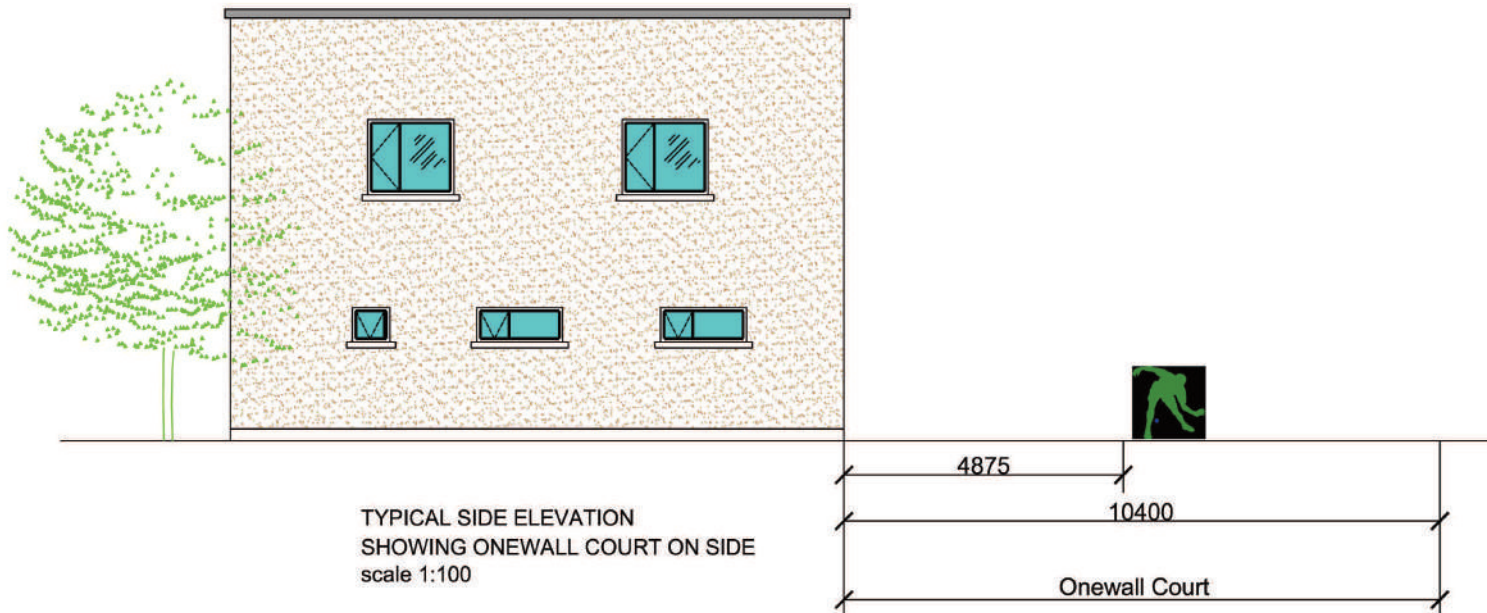 4875
10400
TYPICAL SIDE ELEVATION
SHOWING ONEWALL COURT ON SIDE
scale 1:100
Onewall Court